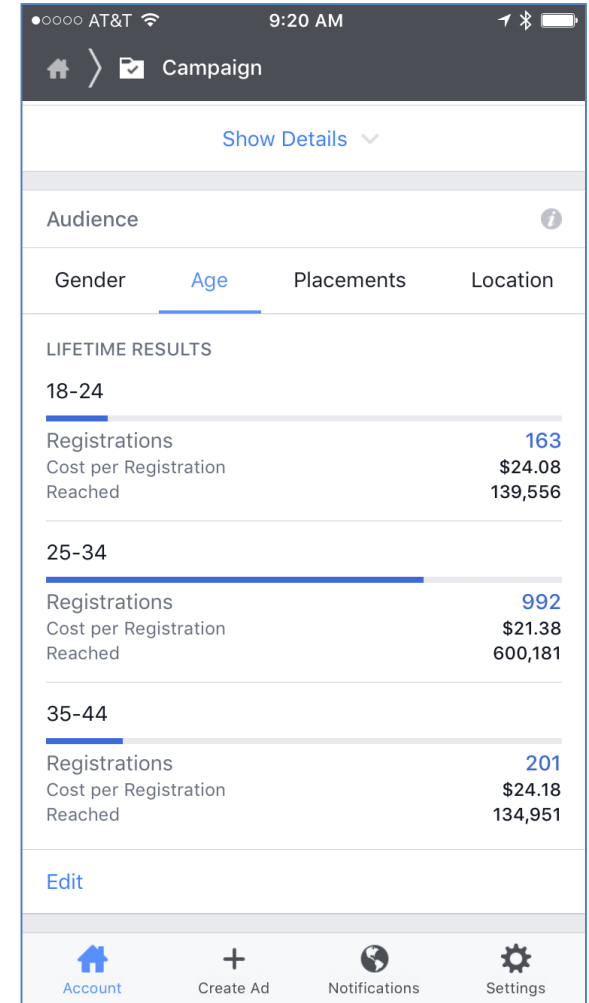 AT&T 9:20 AM
Campaign
Show Details
Audience
Gender Age Placements Location
LIFETIME RESULTS
18-24
Registrations 163
Cost per Registration $24.08
Reached 139,556
25-34
Registrations 992
Cost per Registration $21.38
Reached 600,181
35-44
Registrations 201
Cost per Registration $24.18
Reached 134,951
Edit
Account Create Ad Notifications Settings